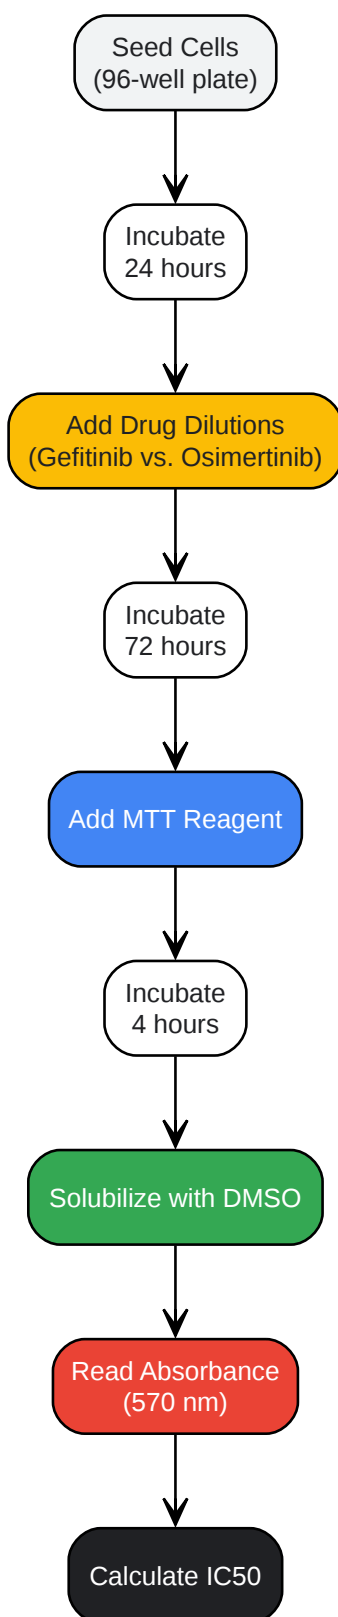 Seed Cells
(96-well plate)
Incubate
24 hours
Add Drug Dilutions
(Gefitinib vs. Osimertinib)
Incubate
72 hours
Add MTT Reagent
Incubate
4 hours
Solubilize with DMSO
Read Absorbance
(570 nm)
Calculate IC50